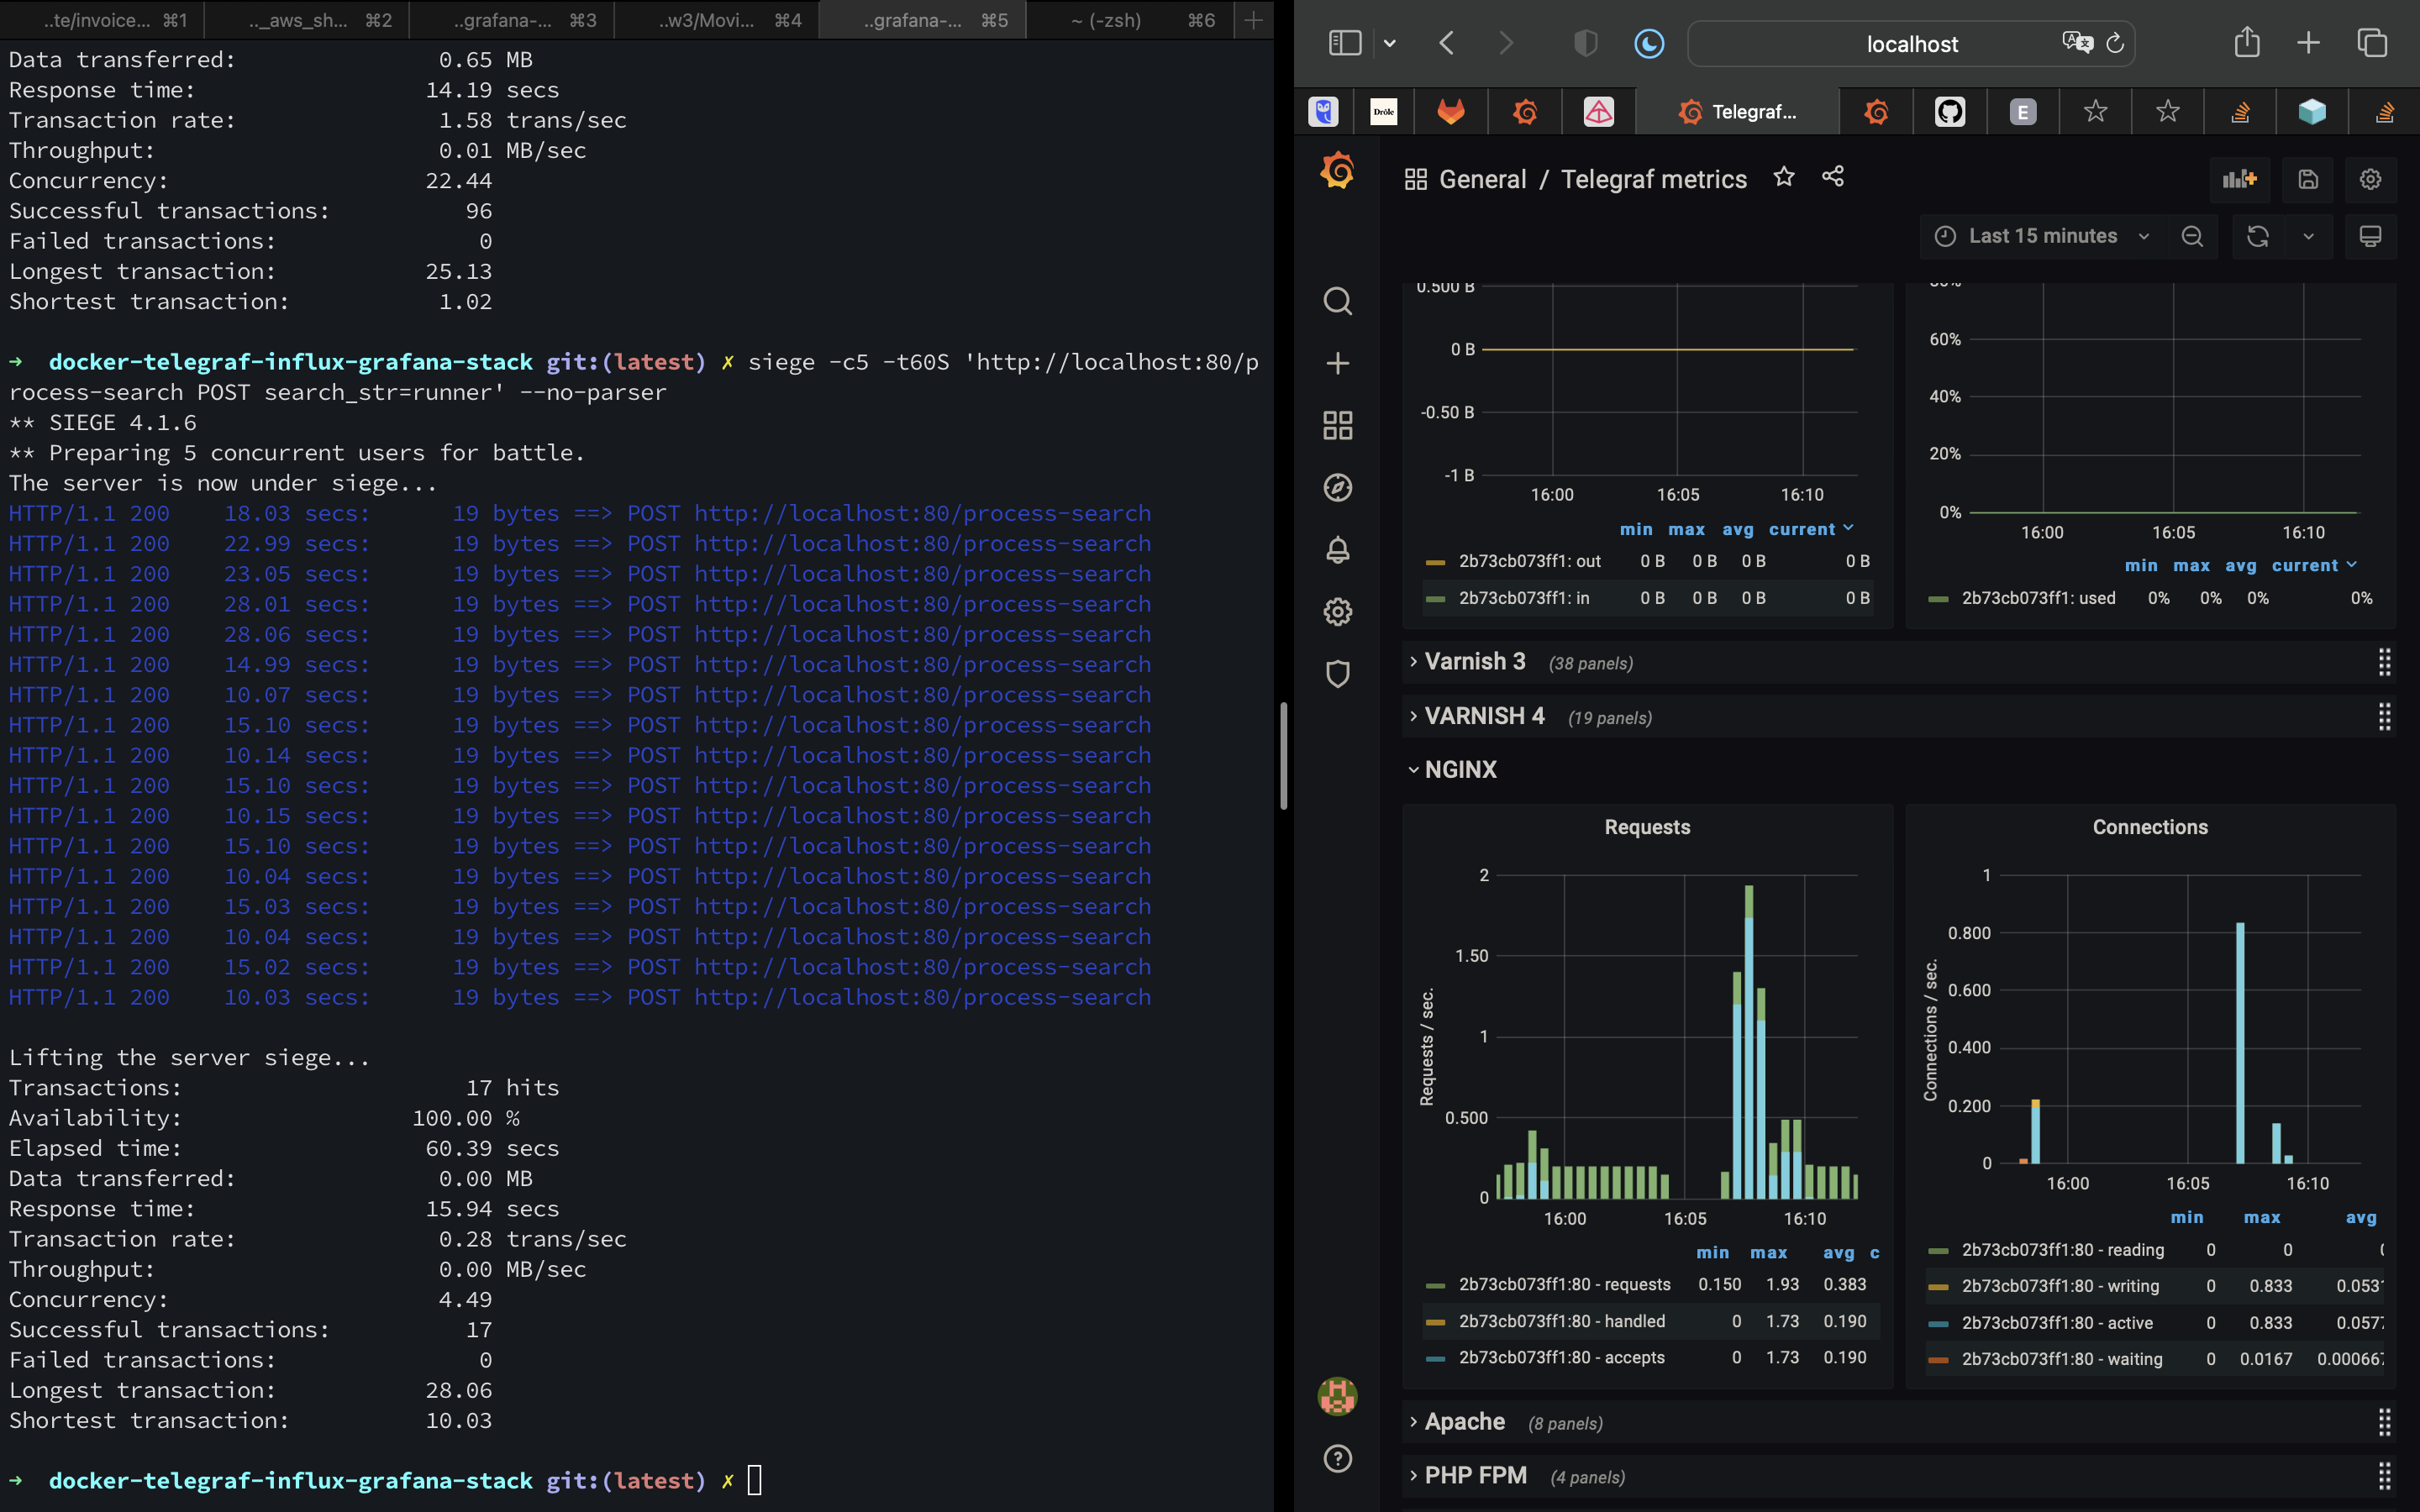 ..te/invoice... ⌘1
.._aws_sh... ⌘2
..grafana-... ⌘3
..w3/Movi... ⌘4
..grafana-... ⌘5
~ (-zsh) ⌘6
Data transferred: 0.65 MB
Response time: 14.19 secs
Transaction rate: 1.58 trans/sec
Throughput: 0.01 MB/sec
Concurrency: 22.44
Successful transactions: 96
Failed transactions: 0
Longest transaction: 25.13
Shortest transaction: 1.02
→ docker-telegraf-influx-grafana-stack git:(latest) ✗ siege -c5 -t60S 'http://localhost:80/p
rocess-search POST search_str=runner' --no-parser
** SIEGE 4.1.6
** Preparing 5 concurrent users for battle.
The server is now under siege...
HTTP/1.1 200 18.03 secs: 19 bytes ==> POST http://localhost:80/process-search
HTTP/1.1 200 22.99 secs: 19 bytes ==> POST http://localhost:80/process-search
HTTP/1.1 200 23.05 secs: 19 bytes ==> POST http://localhost:80/process-search
HTTP/1.1 200 28.01 secs: 19 bytes ==> POST http://localhost:80/process-search
HTTP/1.1 200 28.06 secs: 19 bytes ==> POST http://localhost:80/process-search
HTTP/1.1 200 14.99 secs: 19 bytes ==> POST http://localhost:80/process-search
HTTP/1.1 200 10.07 secs: 19 bytes ==> POST http://localhost:80/process-search
HTTP/1.1 200 15.10 secs: 19 bytes ==> POST http://localhost:80/process-search
HTTP/1.1 200 10.14 secs: 19 bytes ==> POST http://localhost:80/process-search
HTTP/1.1 200 15.10 secs: 19 bytes ==> POST http://localhost:80/process-search
HTTP/1.1 200 10.15 secs: 19 bytes ==> POST http://localhost:80/process-search
HTTP/1.1 200 15.10 secs: 19 bytes ==> POST http://localhost:80/process-search
HTTP/1.1 200 10.04 secs: 19 bytes ==> POST http://localhost:80/process-search
HTTP/1.1 200 15.03 secs: 19 bytes ==> POST http://localhost:80/process-search
HTTP/1.1 200 10.04 secs: 19 bytes ==> POST http://localhost:80/process-search
HTTP/1.1 200 15.02 secs: 19 bytes ==> POST http://localhost:80/process-search
HTTP/1.1 200 10.03 secs: 19 bytes ==> POST http://localhost:80/process-search
Lifting the server siege...
Transactions: 17 hits
Availability: 100.00 %
Elapsed time: 60.39 secs
Data transferred: 0.00 MB
Response time: 15.94 secs
Transaction rate: 0.28 trans/sec
Throughput: 0.00 MB/sec
Concurrency: 4.49
Successful transactions: 17
Failed transactions: 0
Longest transaction: 28.06
Shortest transaction: 10.03
→ docker-telegraf-influx-grafana-stack git:(latest) ✗
localhost
Drôle
Telegraf...
E
General / Telegraf metrics
Last 15 minutes
0.500 B
0 B
-0.50 B
-1 B
16:00 16:05 16:10
min max avg current
2b73cb073ff1: out 0 B 0 B 0 B 0 B
2b73cb073ff1: in 0 B 0 B 0 B 0 B
60%
40%
20%
0%
16:00 16:05 16:10
min max avg current
2b73cb073ff1: used 0% 0% 0% 0%
Varnish 3 (38 panels)
VARNISH 4 (19 panels)
NGINX
Requests
Requests / sec.
2
1.50
1
0.500
0
16:00 16:05 16:10
min max avg c
2b73cb073ff1:80 - requests 0.150 1.93 0.383
2b73cb073ff1:80 - handled 0 1.73 0.190
2b73cb073ff1:80 - accepts 0 1.73 0.190
Connections
Connections / sec.
1
0.800
0.600
0.400
0.200
0
16:00 16:05 16:10
min max avg
2b73cb073ff1:80 - reading 0 0
2b73cb073ff1:80 - writing 0 0.833 0.053
2b73cb073ff1:80 - active 0 0.833 0.057
2b73cb073ff1:80 - waiting 0 0.0167 0.00066
Apache (8 panels)
PHP FPM (4 panels)